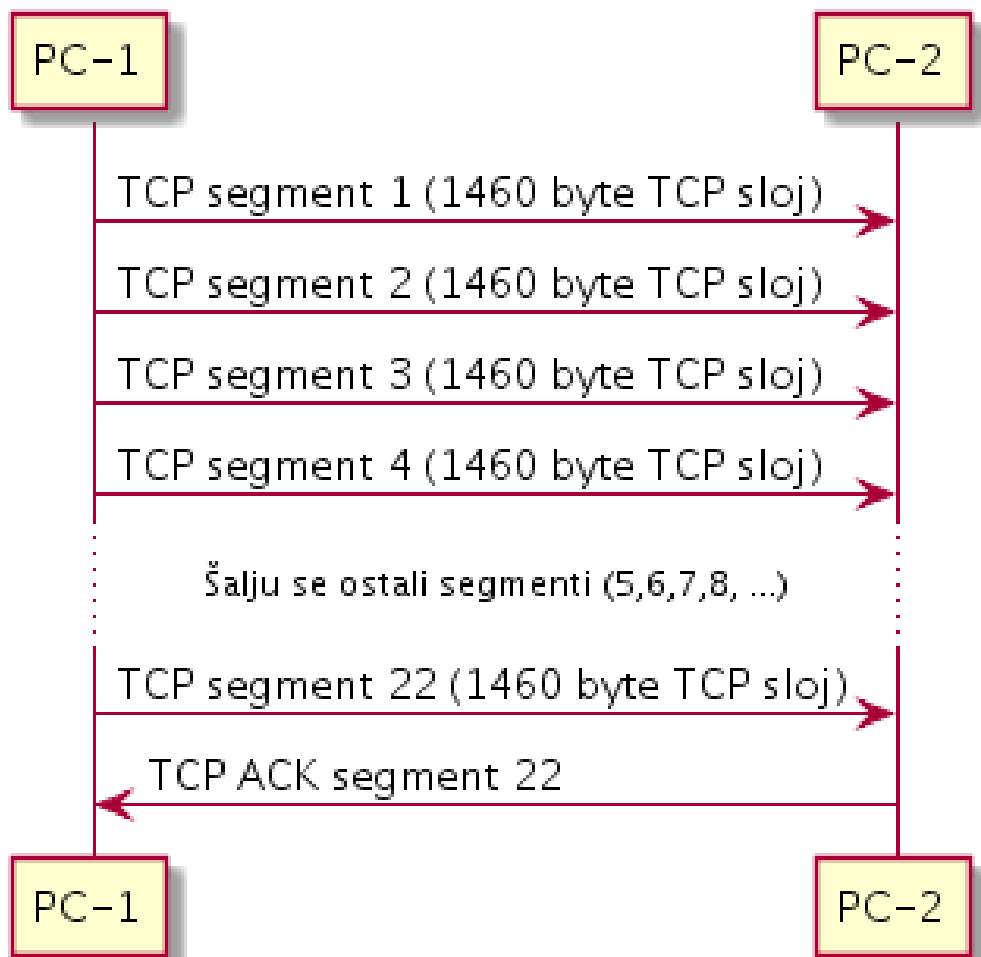 PC-1
PC-2
TCP segment 1 (1460 byte TCP sloj)
TCP segment 2 (1460 byte TCP sloj)
TCP segment 3 (1460 byte TCP sloj)
TCP segment 4 (1460 byte TCP sloj)
Šalju se ostali segmenti (5,6,7,8, ...)
TCP segment 22 (1460 byte TCP sloj)
TCP ACK segment 22
PC-1
PC-2